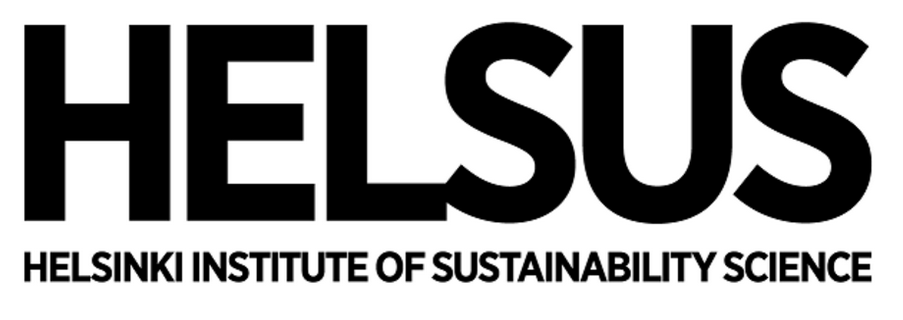 HELSUS
HELSINKI INSTITUTE OF SUSTAINABILITY SCIENCE